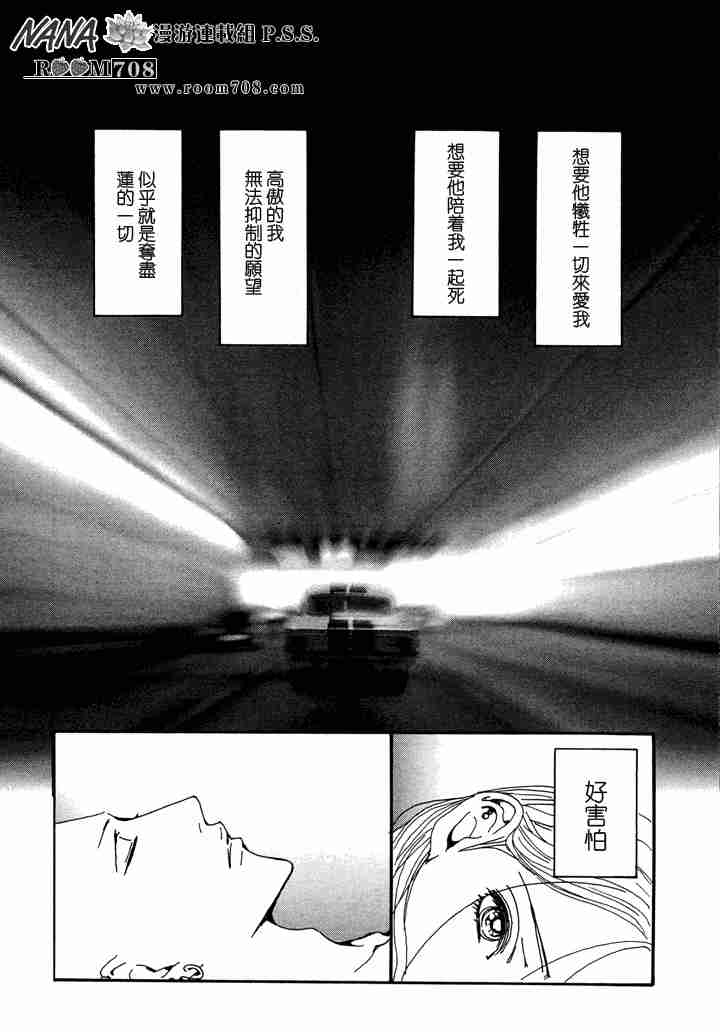 NANA 漫游連載組 P.S.S.
ROOM708
www.room708.com
想要他犧牲一切來愛我
想要他陪着我一起死
高傲的我
無法抑制的願望
似乎就是奪盡
蓮的一切
好害怕